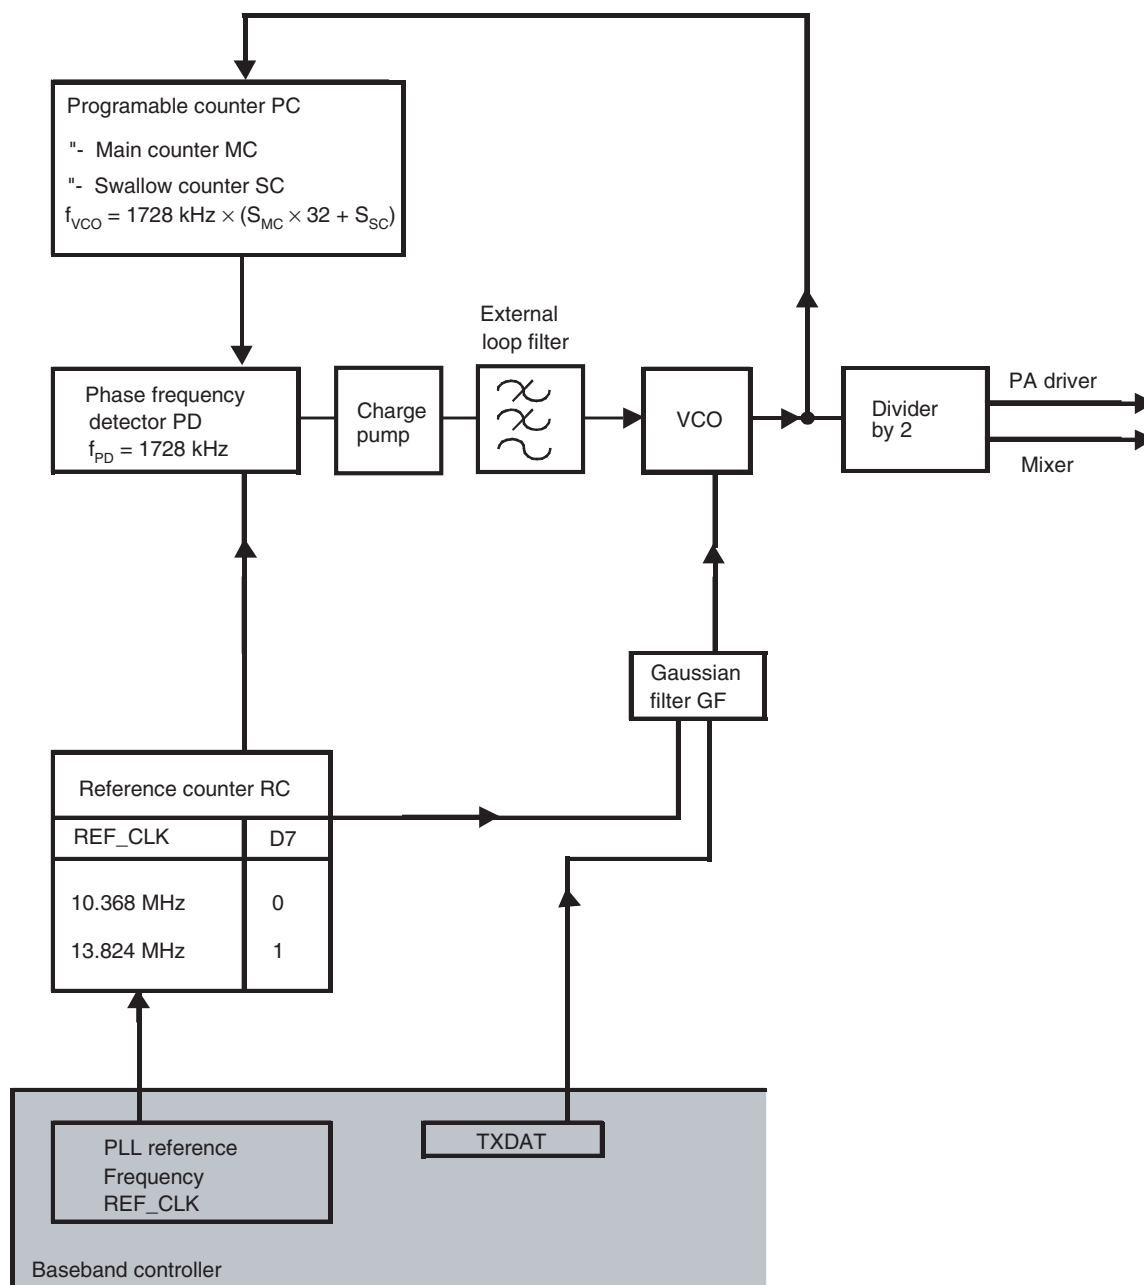 Programable counter PC
"- Main counter MC
"- Swallow counter SC
fVCO = 1728 kHz × (SMC × 32 + SSC)
External
loop filter
Phase frequency
detector PD
fPD = 1728 kHz
Charge
pump
VCO
Divider
by 2
PA driver
Mixer
Gaussian
filter GF
Reference counter RC
REF_CLK D7
10.368 MHz 0
13.824 MHz 1
PLL reference
Frequency
REF_CLK
TXDAT
Baseband controller